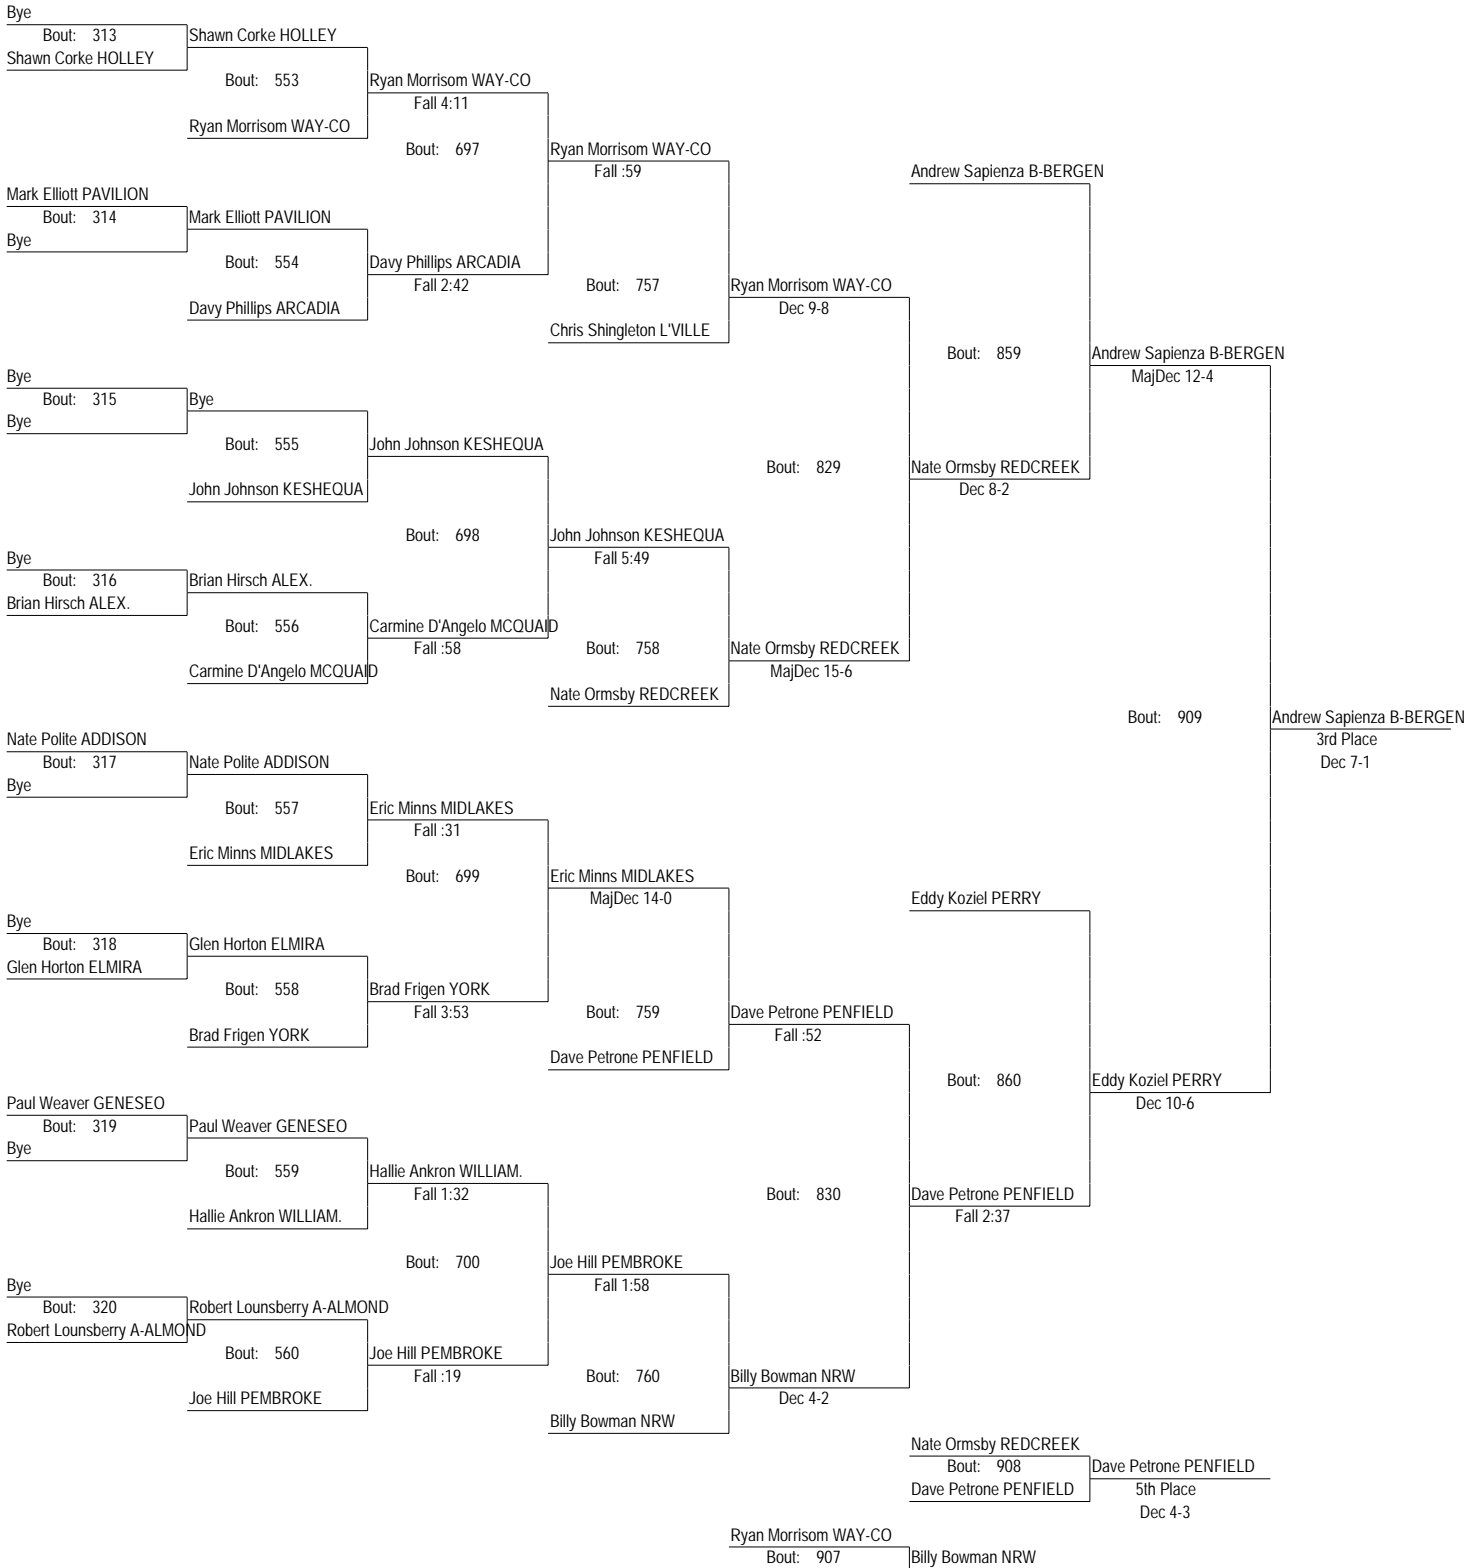 Bye
Bout: 313
Shawn Corke HOLLEY
Shawn Corke HOLLEY
Bout: 553
Ryan Morrisom WAY-CO
Ryan Morrisom WAY-CO
Fall 4:11
Bout: 697
Ryan Morrisom WAY-CO
Fall :59
Mark Elliott PAVILION
Bout: 314
Bye
Mark Elliott PAVILION
Bout: 554
Davy Phillips ARCADIA
Davy Phillips ARCADIA
Fall 2:42
Bout: 757
Chris Shingleton L'VILLE
Ryan Morrisom WAY-CO
Dec 9-8
Andrew Sapienza B-BERGEN
Bout: 859
Andrew Sapienza B-BERGEN
MajDec 12-4
Bye
Bout: 315
Bye
Bye
Bout: 555
John Johnson KESHEQUA
John Johnson KESHEQUA
Bout: 829
Nate Ormsby REDCREEK
Dec 8-2
Bout: 698
John Johnson KESHEQUA
Fall 5:49
Bye
Bout: 316
Brian Hirsch ALEX.
Brian Hirsch ALEX.
Bout: 556
Carmine D'Angelo MCQUAID
Carmine D'Angelo MCQUAID
Fall :58
Bout: 758
Nate Ormsby REDCREEK
Nate Ormsby REDCREEK
MajDec 15-6
Bout: 909
Andrew Sapienza B-BERGEN
3rd Place
Dec 7-1
Nate Polite ADDISON
Bout: 317
Bye
Nate Polite ADDISON
Bout: 557
Eric Minns MIDLAKES
Eric Minns MIDLAKES
Fall :31
Bout: 699
Eric Minns MIDLAKES
MajDec 14-0
Bye
Bout: 318
Glen Horton ELMIRA
Glen Horton ELMIRA
Bout: 558
Brad Frigen YORK
Brad Frigen YORK
Fall 3:53
Bout: 759
Dave Petrone PENFIELD
Dave Petrone PENFIELD
Fall :52
Eddy Koziel PERRY
Bout: 860
Eddy Koziel PERRY
Dec 10-6
Paul Weaver GENESEO
Bout: 319
Bye
Paul Weaver GENESEO
Bout: 559
Hallie Ankron WILLIAM.
Hallie Ankron WILLIAM.
Fall 1:32
Bout: 830
Dave Petrone PENFIELD
Fall 2:37
Bout: 700
Joe Hill PEMBROKE
Fall 1:58
Bye
Bout: 320
Robert Lounsberry A-ALMOND
Robert Lounsberry A-ALMOND
Bout: 560
Joe Hill PEMBROKE
Joe Hill PEMBROKE
Fall :19
Bout: 760
Billy Bowman NRW
Billy Bowman NRW
Dec 4-2
Nate Ormsby REDCREEK
Bout: 908
Dave Petrone PENFIELD
Dave Petrone PENFIELD
5th Place
Dec 4-3
Ryan Morrisom WAY-CO
Bout: 907
Billy Bowman NRW